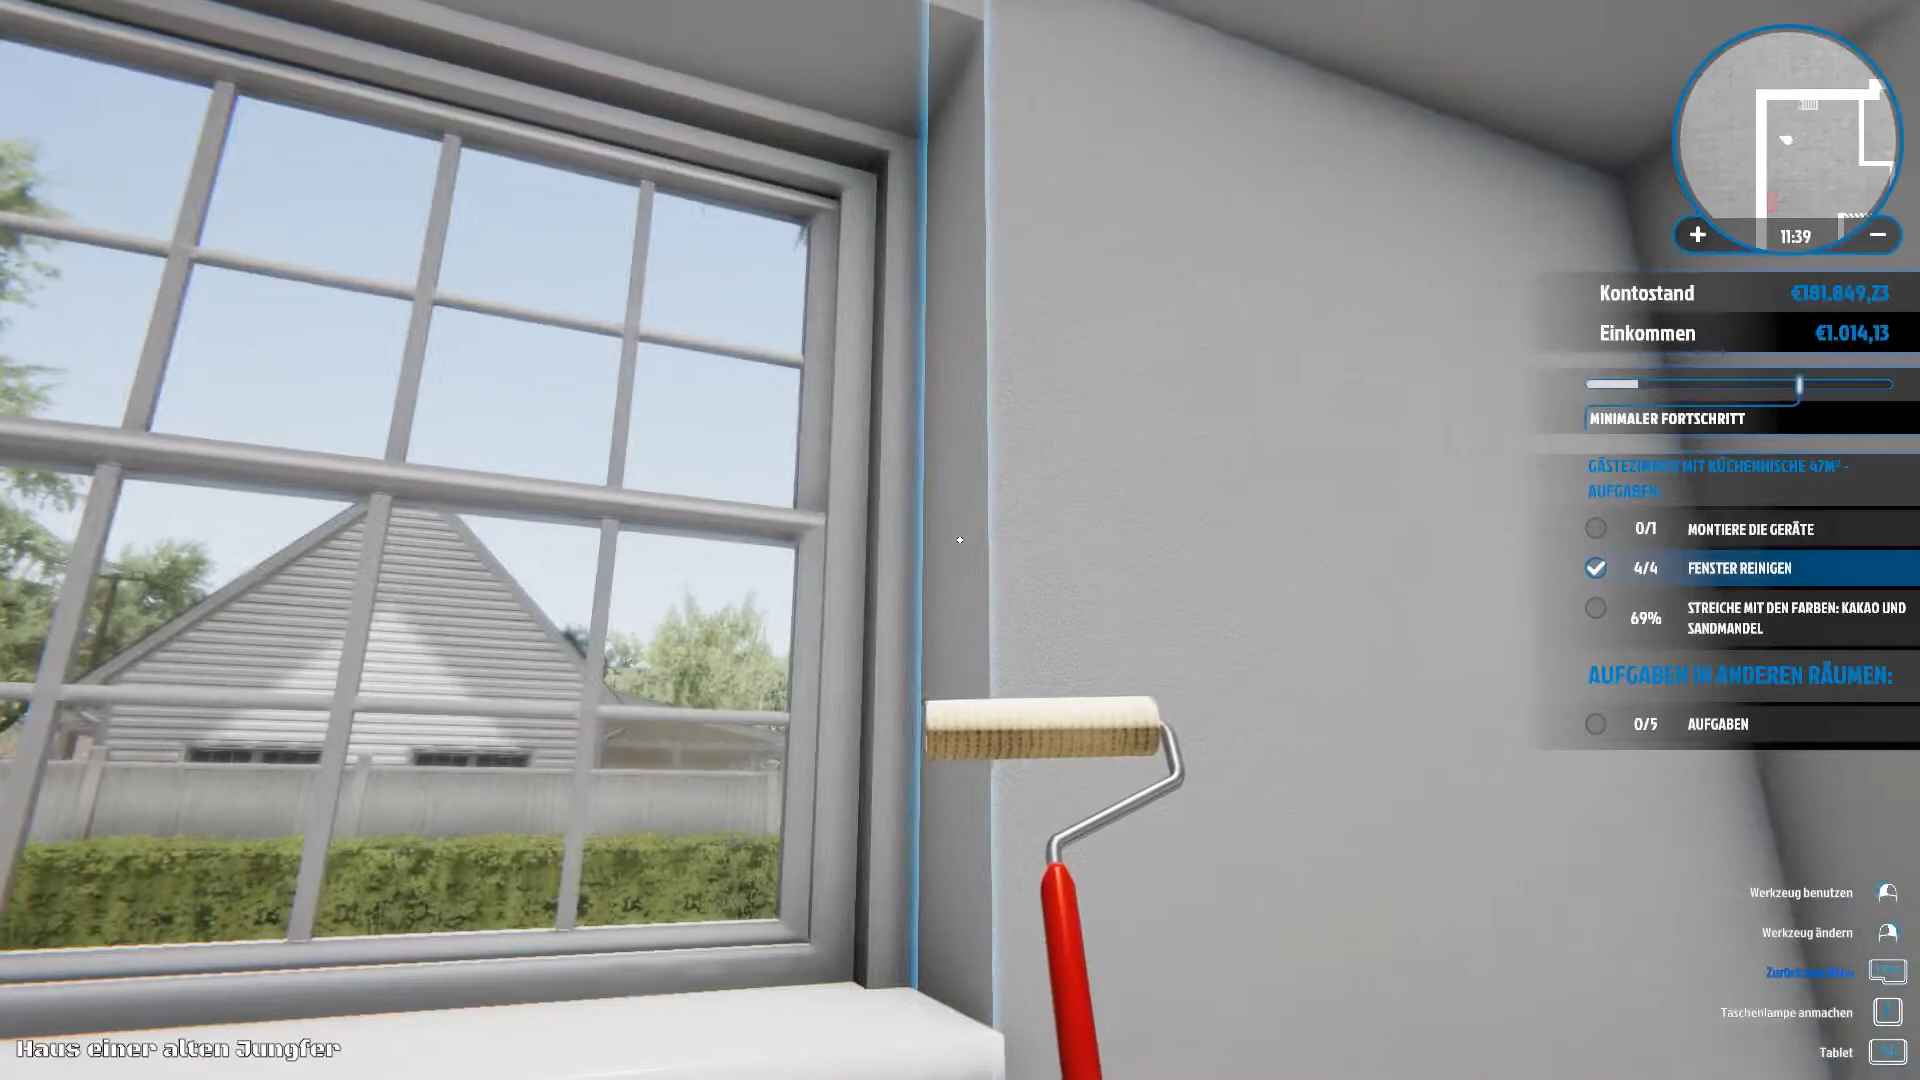 11:39
Kontostand €181.849,23
Einkommen €1.014,13
MINIMALER FORTSCHRITT
GÄSTEZIMMER MIT KÜCHENNISCHE 47M² -
AUFGABEN:
0/1 MONTIERE DIE GERÄTE
4/4 FENSTER REINIGEN
69% STREICHE MIT DEN FARBEN: KAKAO UND
SANDMANDEL
AUFGABEN IN ANDEREN RÄUMEN:
0/5 AUFGABEN
Werkzeug benutzen
Werkzeug ändern
Taschenlampe anmachen
Tablet
Haus einer alten Jungfer